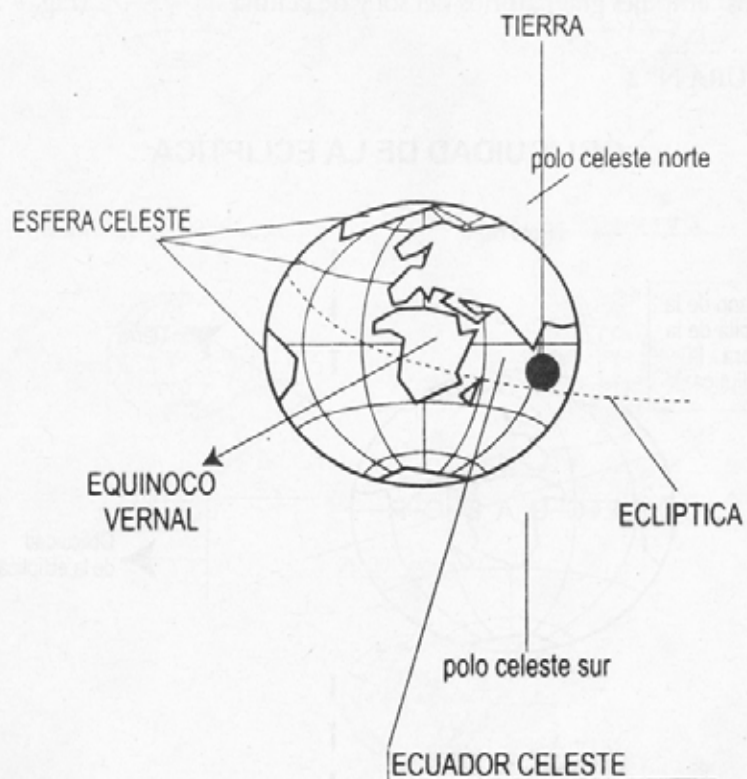 TIERRA
polo celeste norte
ESFERA CELESTE
EQUINOCO
VERNAL
ECLIPTICA
polo celeste sur
ECUADOR CELESTE